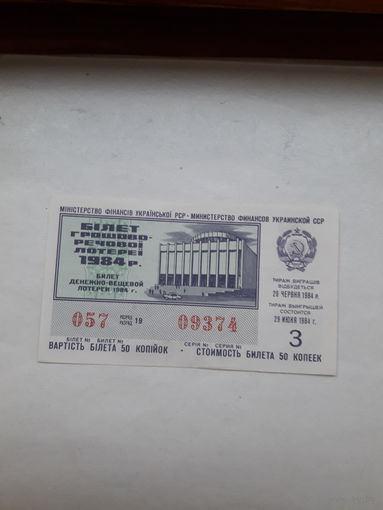 МІНІСТЕРСТВО ФІНАНСІВ УКРАЇНСЬКОЇ РСР • МИНИСТЕРСТВО ФИНАНСОВ УКРАИНСКОЙ ССР
БІЛЕТ
ГРОШОВО-
РЕЧОВОЇ
ЛОТЕРЕЇ
1984 р.
БИЛЕТ
ДЕНЕЖНО-ВЕЩЕВОЙ
ЛОТЕРЕИ 1984 г.
ТИРАЖ ВИГРАШІВ
ВІДБУДЕТЬСЯ
29 ЧЕРВНЯ 1984 р.
ТИРАЖ ВЫИГРЫШЕЙ
СОСТОИТСЯ
29 ИЮНЯ 1984 г.
057 РОЗРЯД 19 09374
РАЗРЯД
БІЛЕТ № БИЛЕТ № СЕРІЯ № СЕРИЯ №
3
ВАРТІСТЬ БІЛЕТА 50 КОПІЙОК • СТОИМОСТЬ БИЛЕТА 50 КОПЕЕК